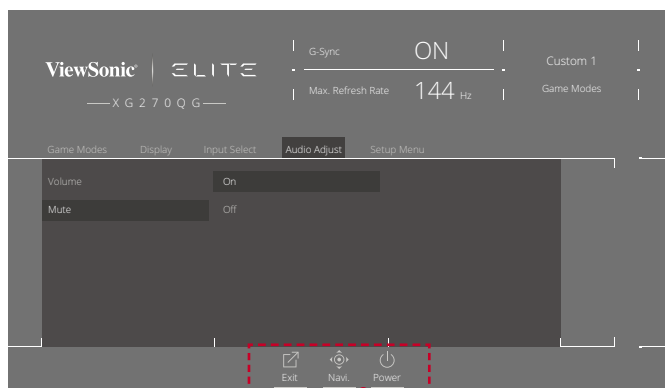 ViewSonic® ELITE
XG270QG
G-Sync ON
Max. Refresh Rate 144 Hz
Custom 1
Game Modes
Game Modes Display Input Select Audio Adjust Setup Menu
Volume On
Mute Off
Exit Navi. Power